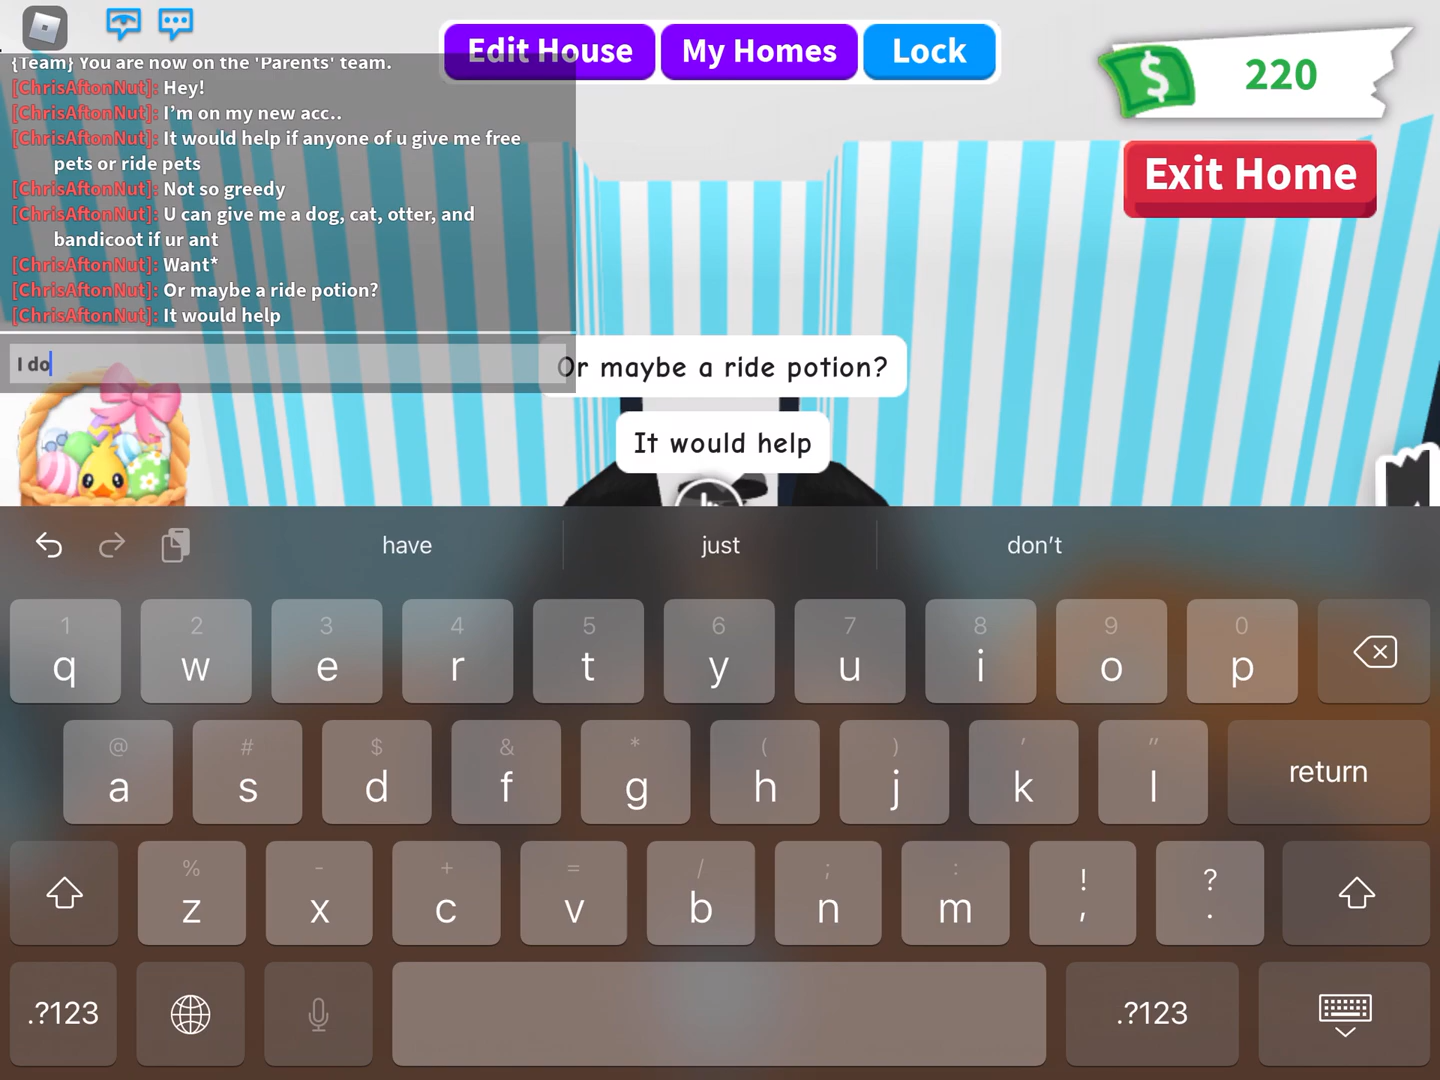 Edit House My Homes Lock
220
Exit Home
{Team} You are now on the 'Parents' team.
[ChrisAftonNut]: Hey!
[ChrisAftonNut]: I'm on my new acc..
[ChrisAftonNut]: It would help if anyone of u give me free
pets or ride pets
[ChrisAftonNut]: Not so greedy
[ChrisAftonNut]: U can give me a dog, cat, otter, and
bandicoot if ur ant
[ChrisAftonNut]: Want*
[ChrisAftonNut]: Or maybe a ride potion?
[ChrisAftonNut]: It would help
I do
Or maybe a ride potion?
It would help
have just don't
1 2 3 4 5 6 7 8 9 0
q w e r t y u i o p
@ # $ & * ( ) ' "
a s d f g h j k l return
% - + = / ; : ! ?
z x c v b n m , .
.?123 .?123